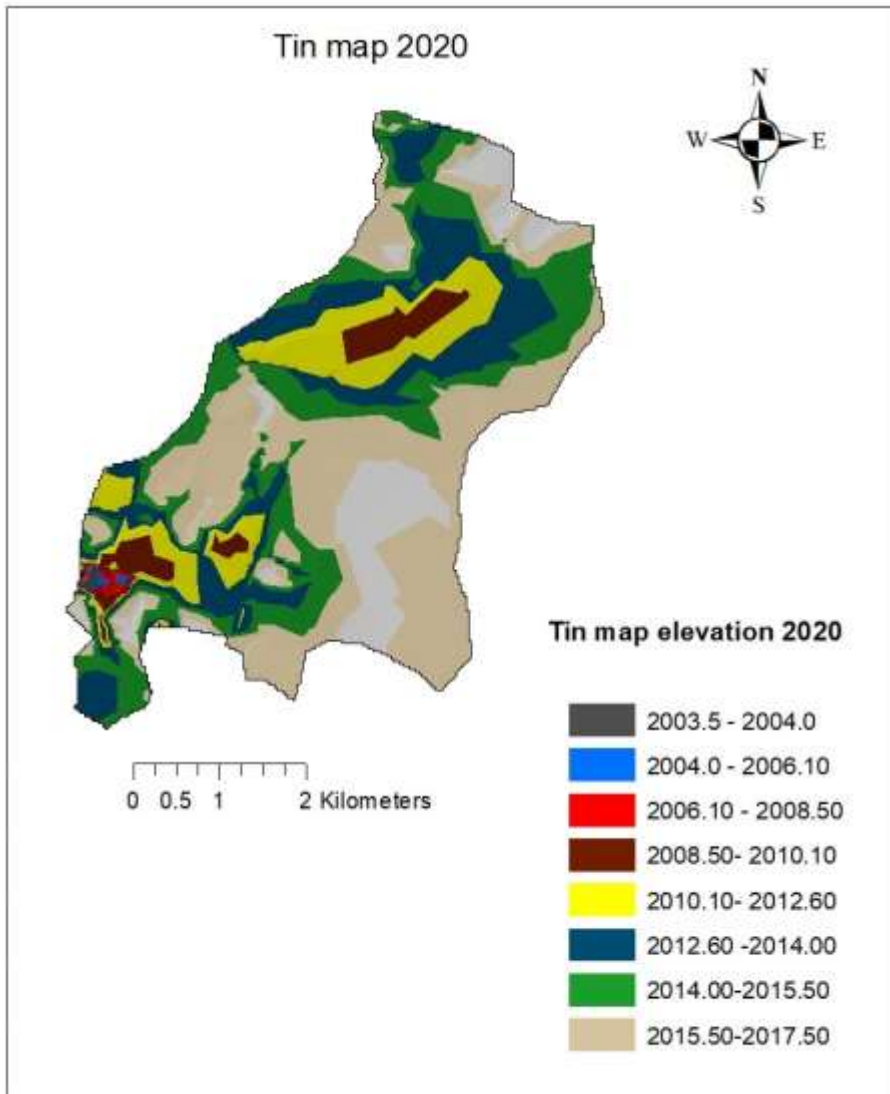 Tin map 2020
N
W E
S
0 0.5 1 2 Kilometers
Tin map elevation 2020
2003.5 - 2004.0
2004.0 - 2006.10
2006.10 - 2008.50
2008.50- 2010.10
2010.10- 2012.60
2012.60 -2014.00
2014.00-2015.50
2015.50-2017.50